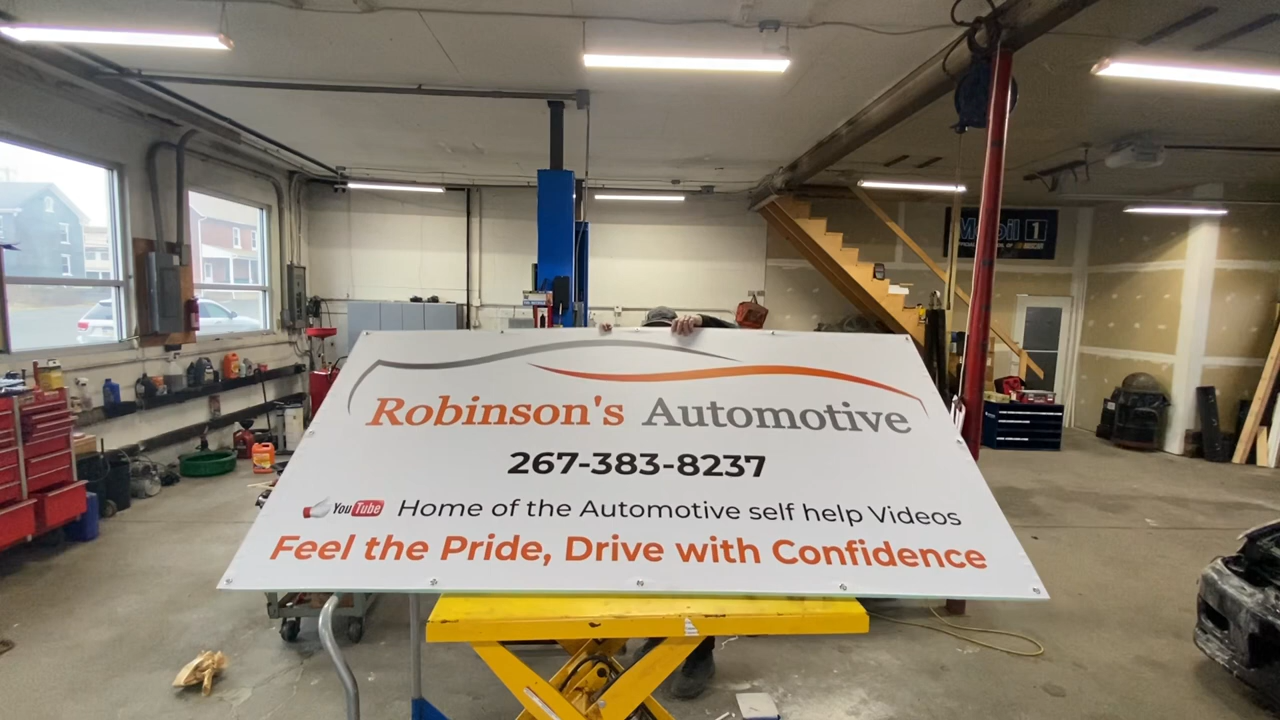 Mobil 1
Robinson's Automotive
267-383-8237
YouTube Home of the Automotive self help Videos
Feel the Pride, Drive with Confidence